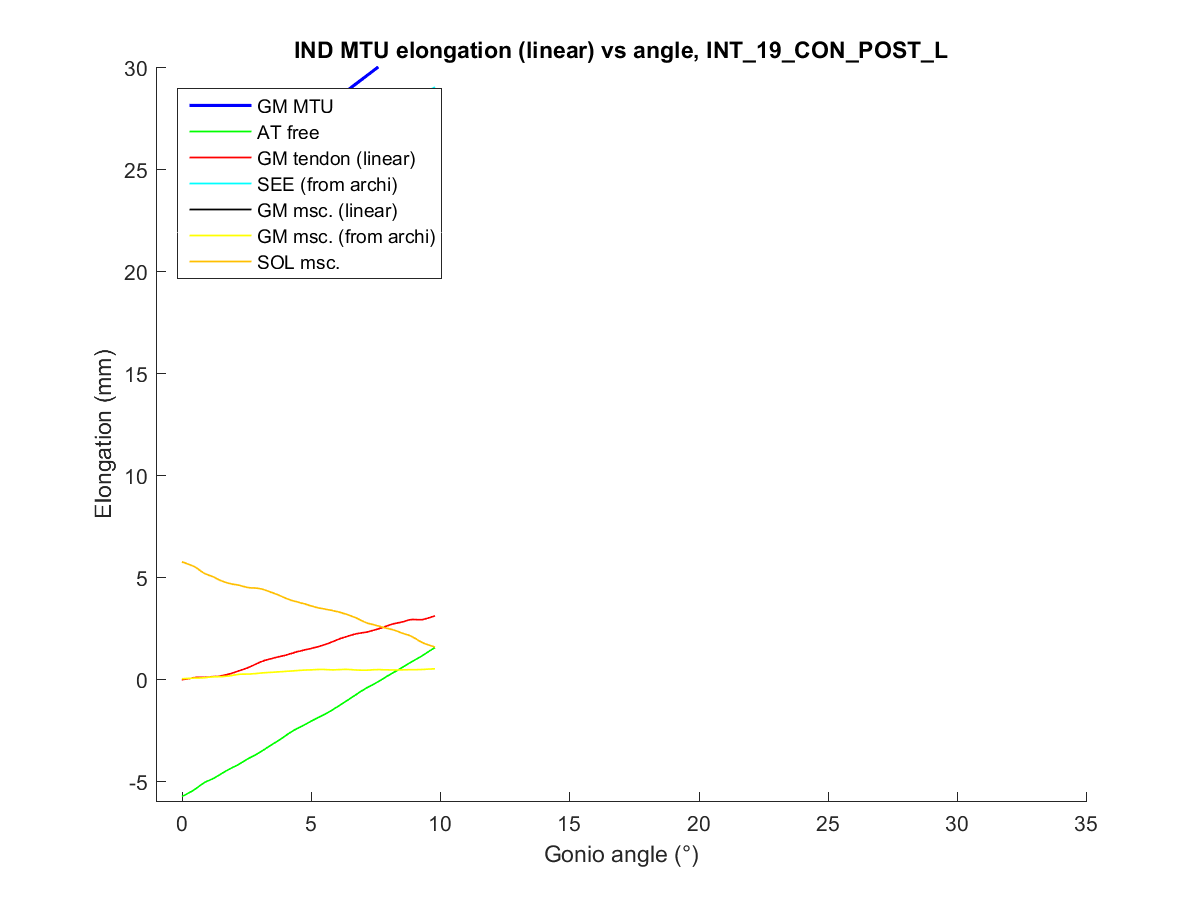 IND MTU elongation (linear) vs angle, INT_19_CON_POST_L
30
25
20
15
10
5
0
-5
Elongation (mm)
GM MTU
AT free
GM tendon (linear)
SEE (from archi)
GM msc. (linear)
GM msc. (from archi)
SOL msc.
0 5 10 15 20 25 30 35
Gonio angle (°)